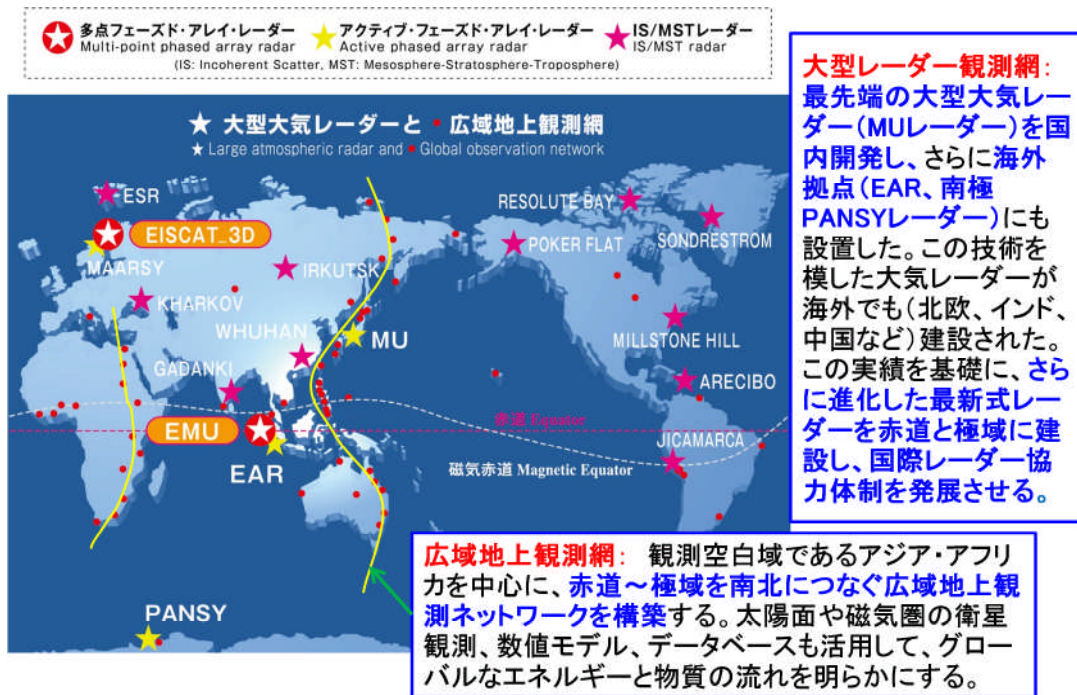 多点フェーズド・アレイ・レーダー
Multi-point phased array radar
アクティブ・フェーズド・アレイ・レーダー
Active phased array radar
IS/MSTレーダー
IS/MST radar
(IS: Incoherent Scatter, MST: Mesosphere-Stratosphere-Troposphere)
大型大気レーダーと・広域地上観測網
Large atmospheric radar and Global observation network
ESR
EISCAT_3D
MAARSY
KHARKOV
IRKUTSK
WHUHAN
GADANKI
MU
EMU
EAR
PANSY
RESOLUTE BAY
POKER FLAT
SONDRESTROM
MILLSTONE HILL
ARECIBO
赤道 Equator
JICAMARCA
磁気赤道 Magnetic Equator
大型レーダー観測網：
最先端の大型大気レー
ダー（MUレーダー）を国
内開発し、さらに海外
拠点（EAR、南極
PANSYレーダー）にも
設置した。この技術を
模した大気レーダーが
海外でも（北欧、インド、
中国など）建設された。
この実績を基礎に、さら
に進化した最新式レー
ダーを赤道と極域に建
設し、国際レーダー協
力体制を発展させる。
広域地上観測網：　観測空白域であるアジア・アフリ
カを中心に、赤道～極域を南北につなぐ広域地上観
測ネットワークを構築する。太陽面や磁気圏の衛星
観測、数値モデル、データベースも活用して、グロー
バルなエネルギーと物質の流れを明らかにする。